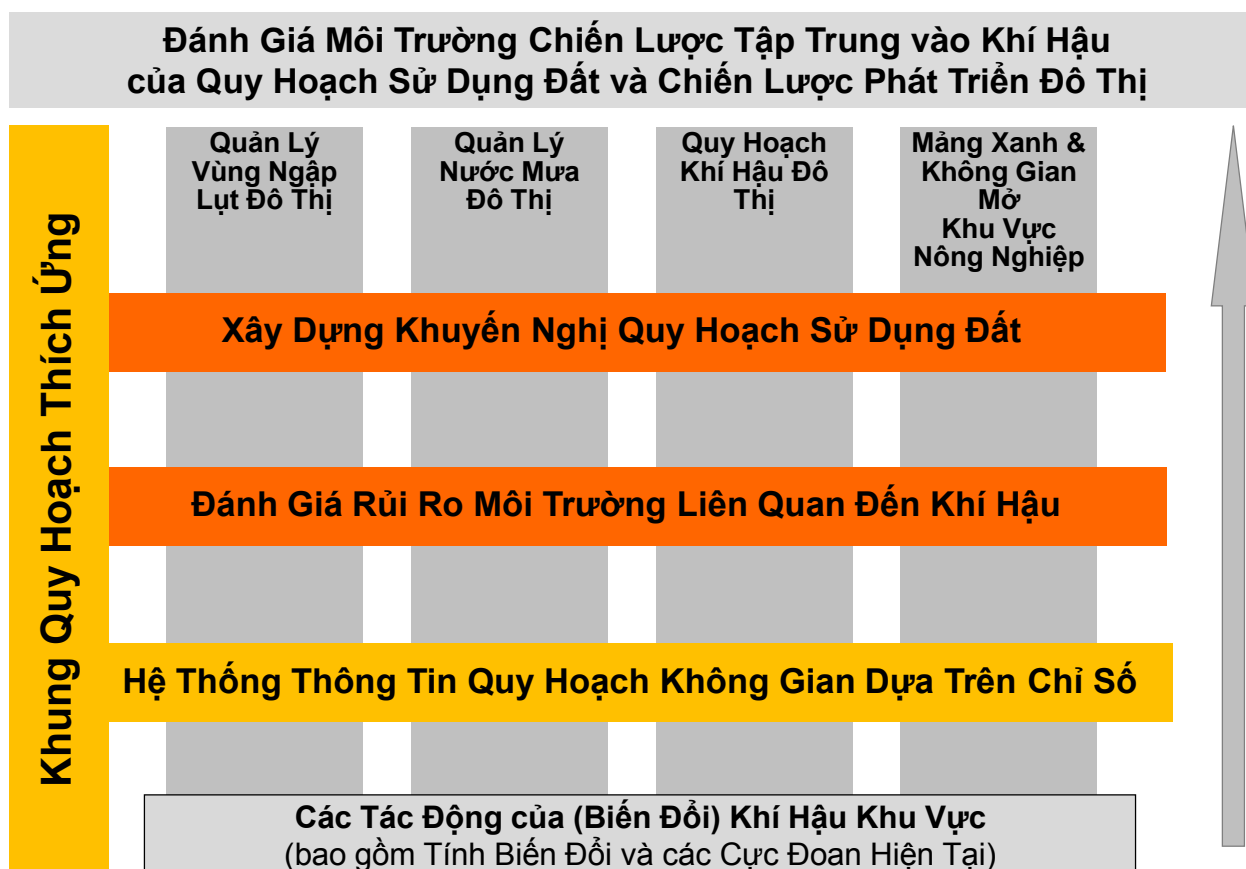 Đánh Giá Môi Trường Chiến Lược Tập Trung vào Khí Hậu
của Quy Hoạch Sử Dụng Đất và Chiến Lược Phát Triển Đô Thị
Khung Quy Hoạch Thích Ứng
Quản Lý
Vùng Ngập
Lụt Đô Thị
Quản Lý
Nước Mưa
Đô Thị
Quy Hoạch
Khí Hậu Đô
Thị
Mảng Xanh &
Không Gian
Mở
Khu Vực
Nông Nghiệp
Xây Dựng Khuyến Nghị Quy Hoạch Sử Dụng Đất
Đánh Giá Rủi Ro Môi Trường Liên Quan Đến Khí Hậu
Hệ Thống Thông Tin Quy Hoạch Không Gian Dựa Trên Chỉ Số
Các Tác Động của (Biến Đổi) Khí Hậu Khu Vực
(bao gồm Tính Biến Đổi và các Cực Đoan Hiện Tại)